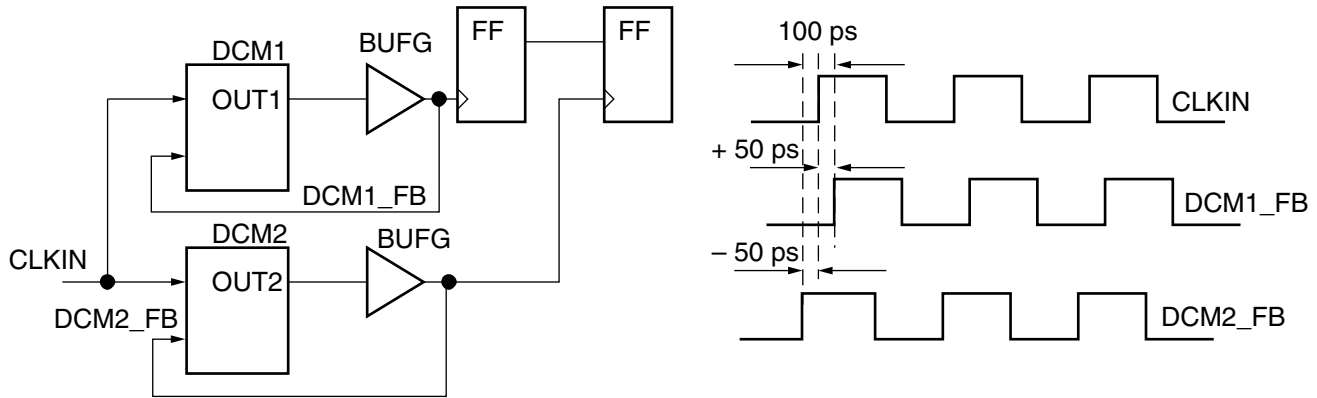 DCM1
OUT1
BUFG
FF
FF
DCM1_FB
DCM2
OUT2
BUFG
CLKIN
DCM2_FB
100 ps
CLKIN
+ 50 ps
DCM1_FB
– 50 ps
DCM2_FB